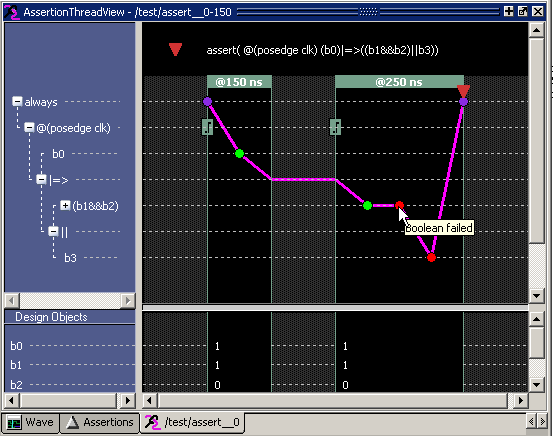 AssertionThreadView - /test/assert__0-150
assert( @(posedge clk) (b0)|=>((b1&&b2)||b3))
@150 ns
@250 ns
always
@(posedge clk)
b0
|=>
(b1&&b2)
||
b3
Boolean failed
Design Objects
b0 1 1
b1 1 1
b2 0 0
Wave
Assertions
/test/assert__0